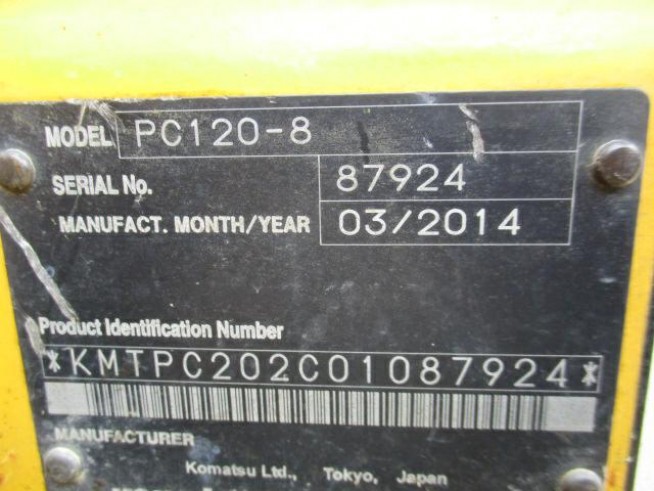 MODEL PC120-8
SERIAL No. 87924
MANUFACT. MONTH/YEAR 03/2014
Product Identification Number
*KMTPC202C01087924*
MANUFACTURER
Komatsu Ltd., Tokyo, Japan